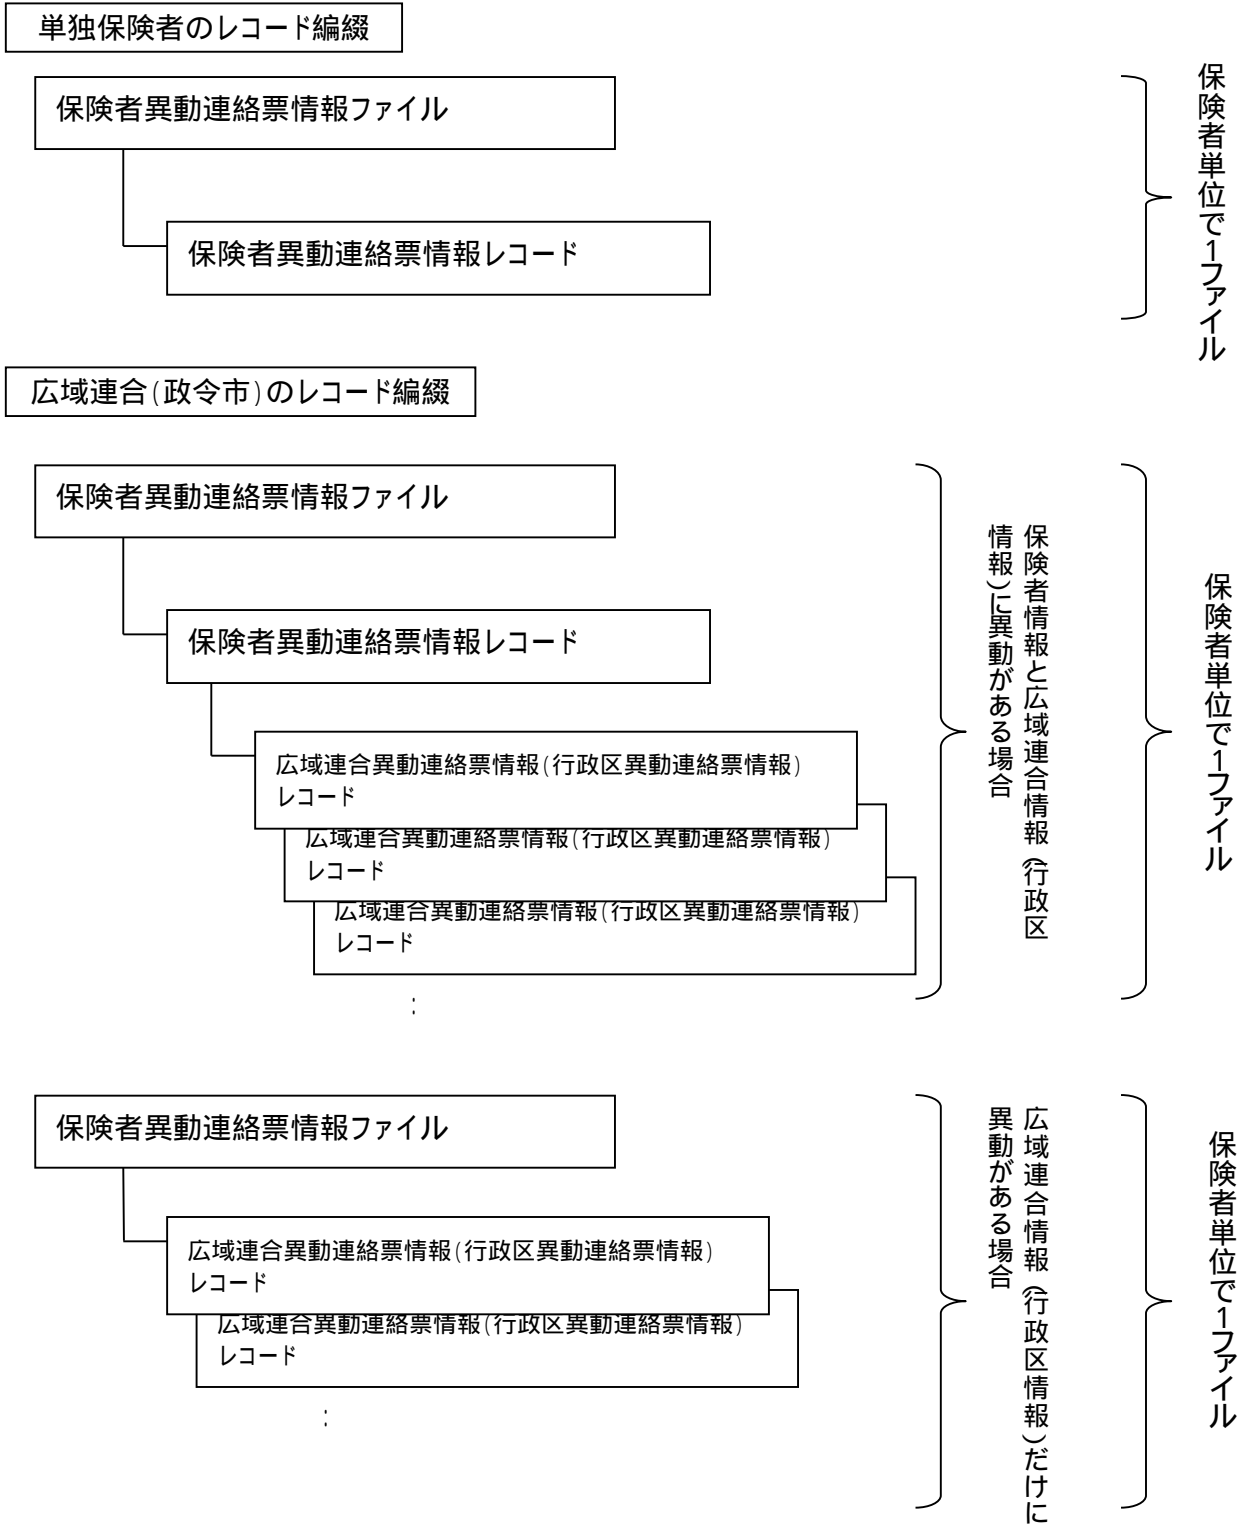 単独保険者のレコード編綴
保険者異動連絡票情報ファイル
保険者異動連絡票情報レコード
保険者単位で1ファイル
広域連合(政令市)のレコード編綴
保険者異動連絡票情報ファイル
保険者異動連絡票情報レコード
広域連合異動連絡票情報(行政区異動連絡票情報)
レコード
広域連合異動連絡票情報(行政区異動連絡票情報)
レコード
広域連合異動連絡票情報(行政区異動連絡票情報)
レコード
:
保険者情報と広域連合情報(行政区
情報)に異動がある場合
保険者単位で1ファイル
保険者異動連絡票情報ファイル
広域連合異動連絡票情報(行政区異動連絡票情報)
レコード
広域連合異動連絡票情報(行政区異動連絡票情報)
レコード
:
広域連合情報(行政区情報)だけに
異動がある場合
保険者単位で1ファイル